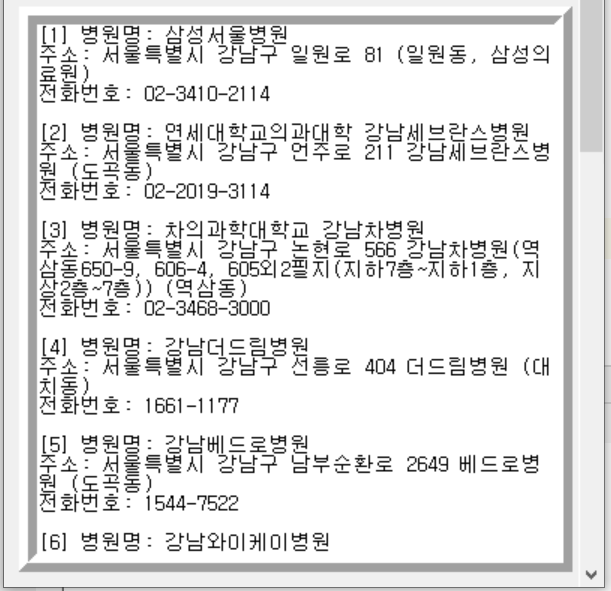 [1] 병원명: 삼성서울병원
주소: 서울특별시 강남구 일원로 81 (일원동, 삼성의
료원)
전화번호: 02-3410-2114
[2] 병원명: 연세대학교의과대학 강남세브란스병원
주소: 서울특별시 강남구 언주로 211 강남세브란스병
원 (도곡동)
전화번호: 02-2019-3114
[3] 병원명: 차의과학대학교 강남차병원
주소: 서울특별시 강남구 논현로 566 강남차병원(역
삼동650-9, 606-4, 605외2필지(지하7층~지하1층, 지
상2층~7층)) (역삼동)
전화번호: 02-3468-3000
[4] 병원명: 강남더드림병원
주소: 서울특별시 강남구 선릉로 404 더드림병원 (대
치동)
전화번호: 1661-1177
[5] 병원명: 강남베드로병원
주소: 서울특별시 강남구 남부순환로 2649 베드로병
원 (도곡동)
전화번호: 1544-7522
[6] 병원명: 강남와이케이병원